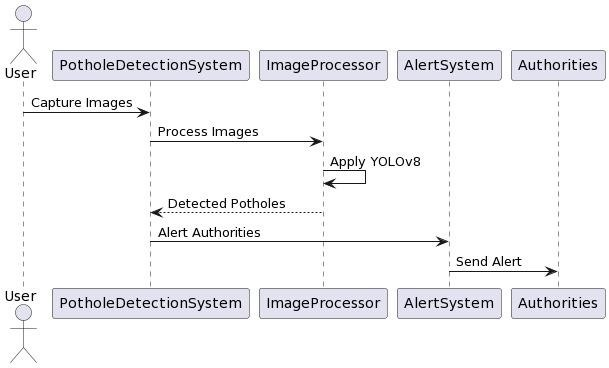 User
PotholeDetectionSystem
ImageProcessor
AlertSystem
Authorities
Capture Images
Process Images
Apply YOLOv8
Detected Potholes
Alert Authorities
Send Alert
User
PotholeDetectionSystem
ImageProcessor
AlertSystem
Authorities